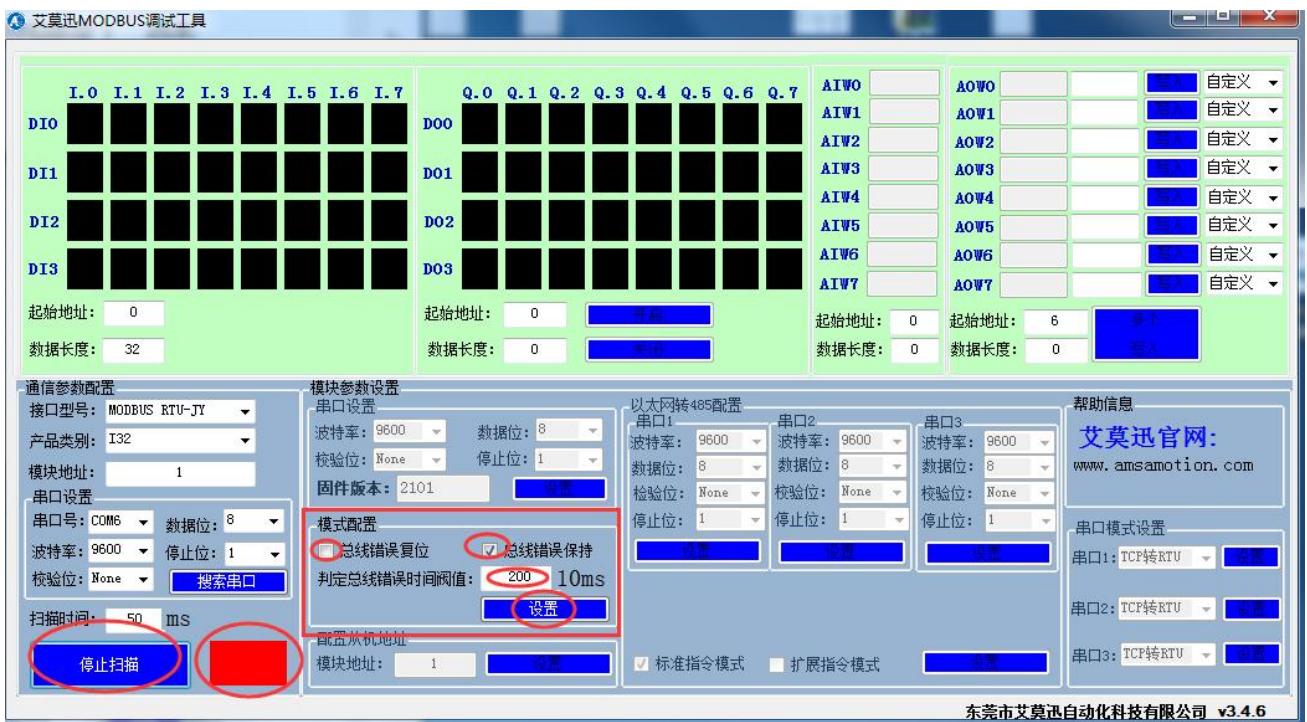 艾莫迅MODBUS调试工具
I.0 I.1 I.2 I.3 I.4 I.5 I.6 I.7
DI0
DI1
DI2
DI3
起始地址: 0
数据长度: 32
Q.0 Q.1 Q.2 Q.3 Q.4 Q.5 Q.6 Q.7
DO0
DO1
DO2
DO3
起始地址: 0
数据长度: 0
AIW0
AIW1
AIW2
AIW3
AIW4
AIW5
AIW6
AIW7
起始地址: 0
数据长度: 0
AOW0 写入 自定义
AOW1 写入 自定义
AOW2 写入 自定义
AOW3 写入 自定义
AOW4 写入 自定义
AOW5 写入 自定义
AOW6 写入 自定义
AOW7 写入 自定义
起始地址: 6
数据长度: 0
通信参数配置
接口型号: MODBUS RTU-JY
产品类别: I32
模块地址: 1
串口设置
串口号: COM6 数据位: 8
波特率: 9600 停止位: 1
校验位: None 搜索串口
扫描时间: 50 ms
停止扫描
模块参数设置
串口设置
波特率: 9600 数据位: 8
校验位: None 停止位: 1
固件版本: 2101 设置
模式配置
总线错误复位 总线错误保持
判定总线错误时间阀值: 200 10ms
设置
配置从机地址
模块地址: 1 设置
以太网转485配置
串口1
波特率: 9600
数据位: 8
检验位: None
停止位: 1
设置
串口2
波特率: 9600
数据位: 8
校验位: None
停止位: 1
设置
串口3
波特率: 9600
数据位: 8
校验位: None
停止位: 1
设置
标准指令模式 扩展指令模式 设置
帮助信息
艾莫迅官网:
www.amsamotion.com
串口模式设置
串口1: TCP转RTU 设置
串口2: TCP转RTU 设置
串口3: TCP转RTU 设置
东莞市艾莫迅自动化科技有限公司 v3.4.6